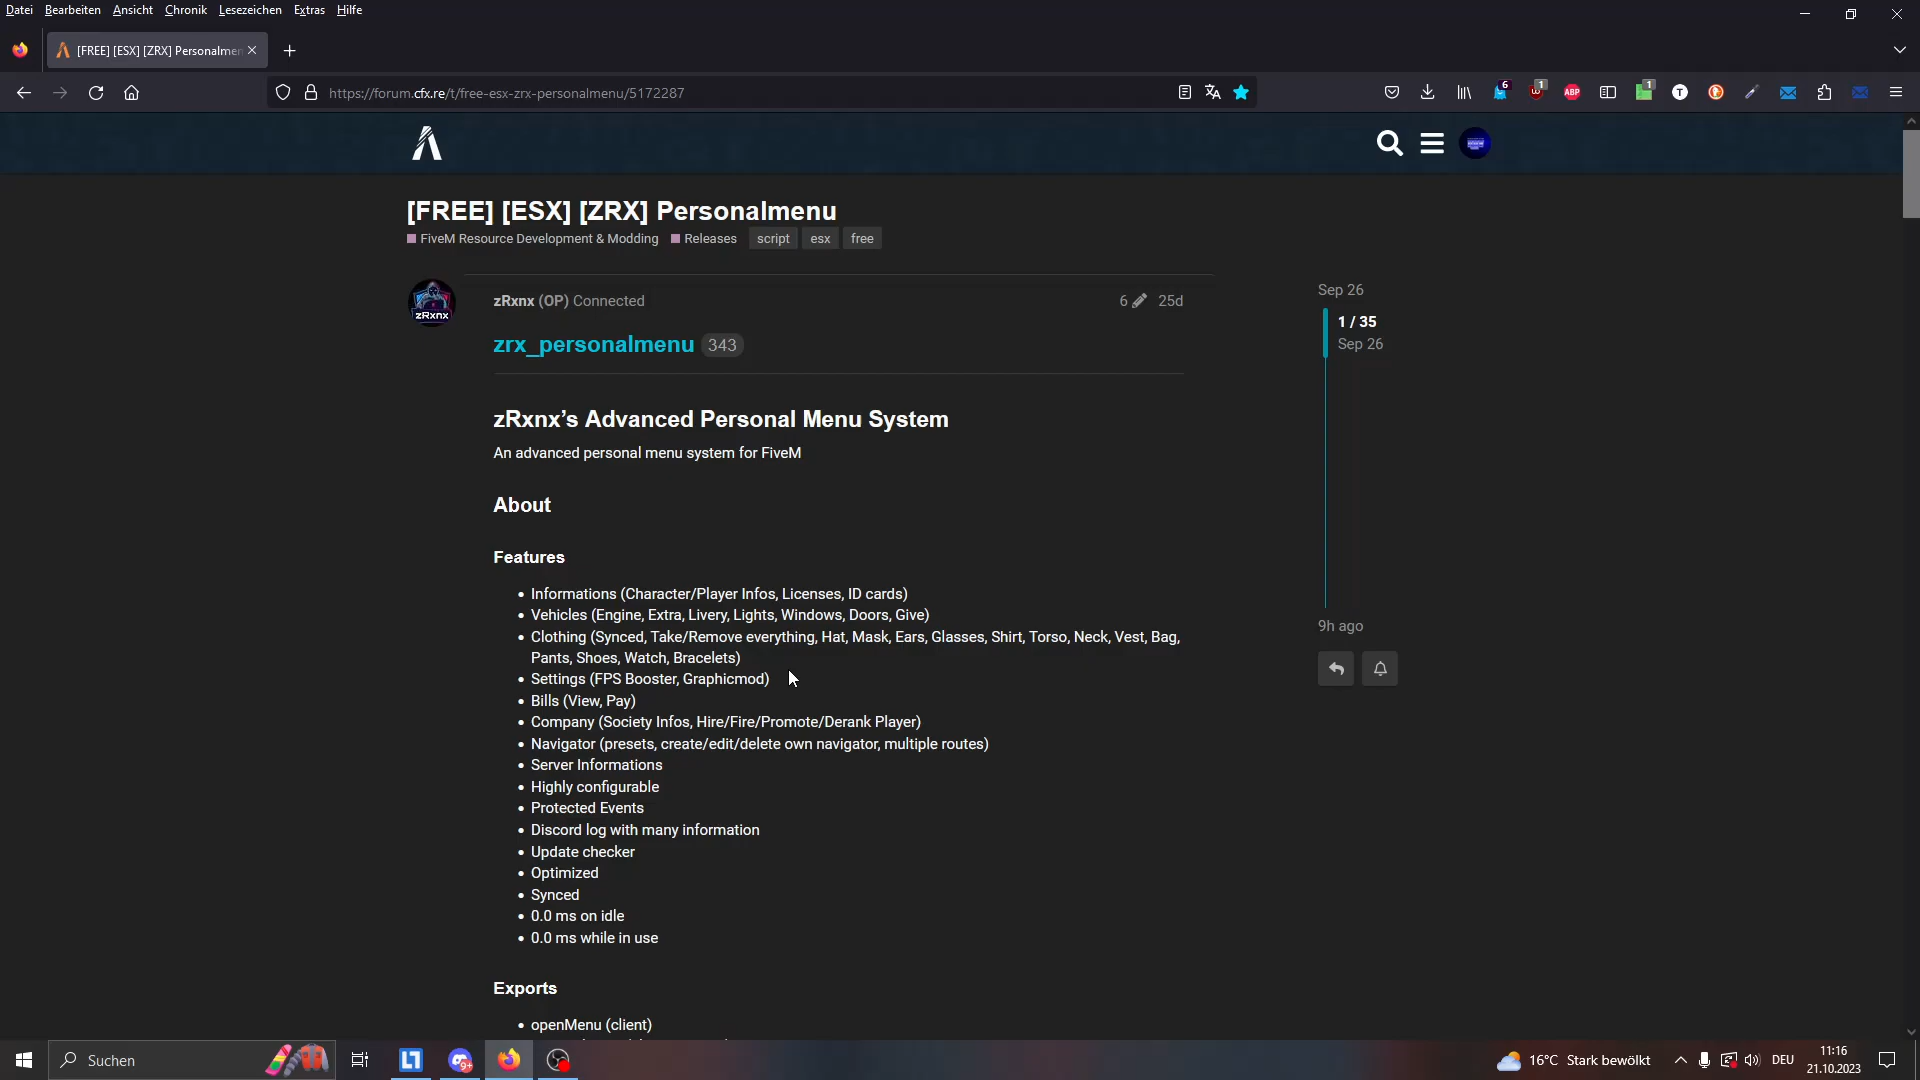 Datei Bearbeiten Ansicht Chronik Lesezeichen Extras Hilfe
[FREE] [ESX] [ZRX] Personalmen
https://forum.cfx.re/t/free-esx-zrx-personalmenu/5172287
6
1
ABP
1
T
[FREE] [ESX] [ZRX] Personalmenu
FiveM Resource Development & Modding Releases script esx free
zRxnx
zRxnx (OP) Connected 6 25d
zrx_personalmenu 343
zRxnx’s Advanced Personal Menu System
An advanced personal menu system for FiveM
About
Features
• Informations (Character/Player Infos, Licenses, ID cards)
• Vehicles (Engine, Extra, Livery, Lights, Windows, Doors, Give)
• Clothing (Synced, Take/Remove everything, Hat, Mask, Ears, Glasses, Shirt, Torso, Neck, Vest, Bag,
Pants, Shoes, Watch, Bracelets)
• Settings (FPS Booster, Graphicmod)
• Bills (View, Pay)
• Company (Society Infos, Hire/Fire/Promote/Derank Player)
• Navigator (presets, create/edit/delete own navigator, multiple routes)
• Server Informations
• Highly configurable
• Protected Events
• Discord log with many information
• Update checker
• Optimized
• Synced
• 0.0 ms on idle
• 0.0 ms while in use
Exports
• openMenu (client)
Sep 26
1 / 35
Sep 26
9h ago
Suchen
9+
16°C Stark bewölkt
DEU
11:16
21.10.2023